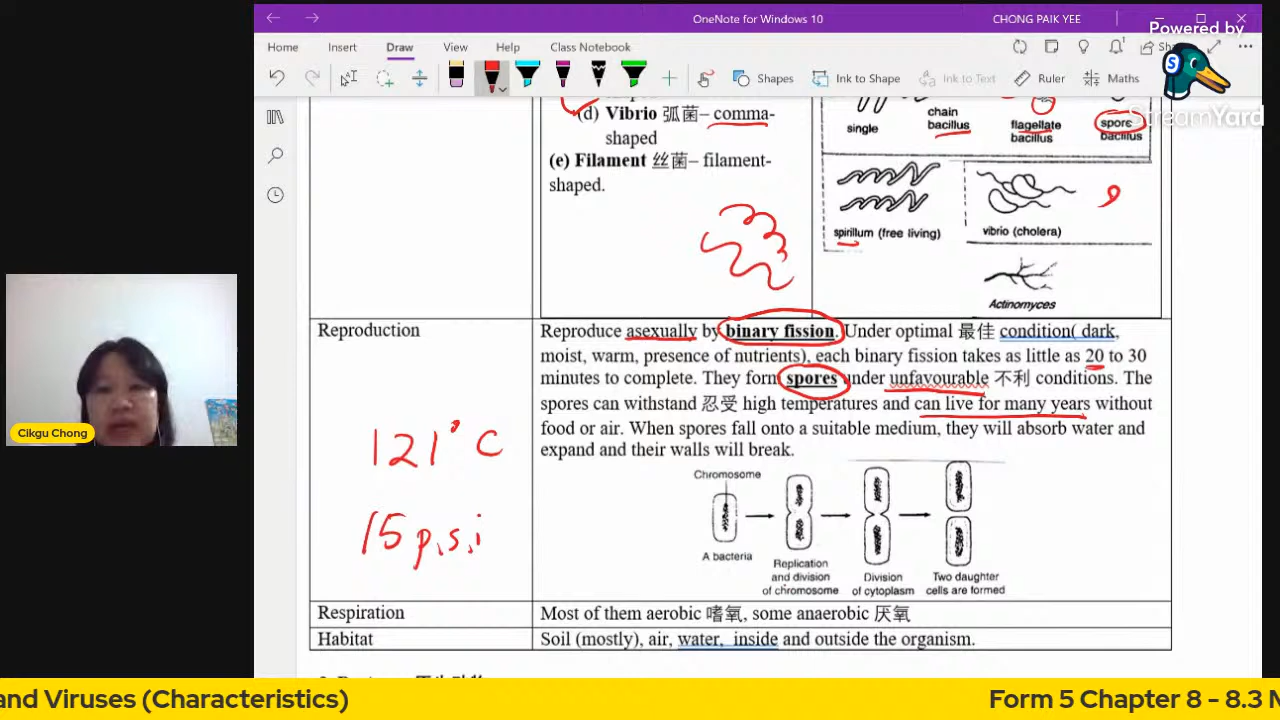 OneNote for Windows 10
CHONG PAIK YEE
Powered by
StreamYard
Home Insert Draw View Help Class Notebook
Shapes Ink to Shape Ink to Text Ruler Maths
(d) Vibrio 弧菌– comma-
shaped
(e) Filament 丝菌– filament-
shaped.
single
chain
bacillus
flagellate
bacillus
spore
bacillus
spirillum (free living)
vibrio (cholera)
Actinomyces
Reproduction
Reproduce asexually by binary fission. Under optimal 最佳 condition( dark,
moist, warm, presence of nutrients), each binary fission takes as little as 20 to 30
minutes to complete. They form spores under unfavourable 不利 conditions. The
spores can withstand 忍受 high temperatures and can live for many years without
food or air. When spores fall onto a suitable medium, they will absorb water and
expand and their walls will break.
121°C
15 p.s.i
Chromosome
A bacteria
Replication
and division
of chromosome
Division
of cytoplasm
Two daughter
cells are formed
Respiration
Most of them aerobic 嗜氧, some anaerobic 厌氧
Habitat
Soil (mostly), air, water, inside and outside the organism.
Cikgu Chong
and Viruses (Characteristics)
Form 5 Chapter 8 - 8.3 M